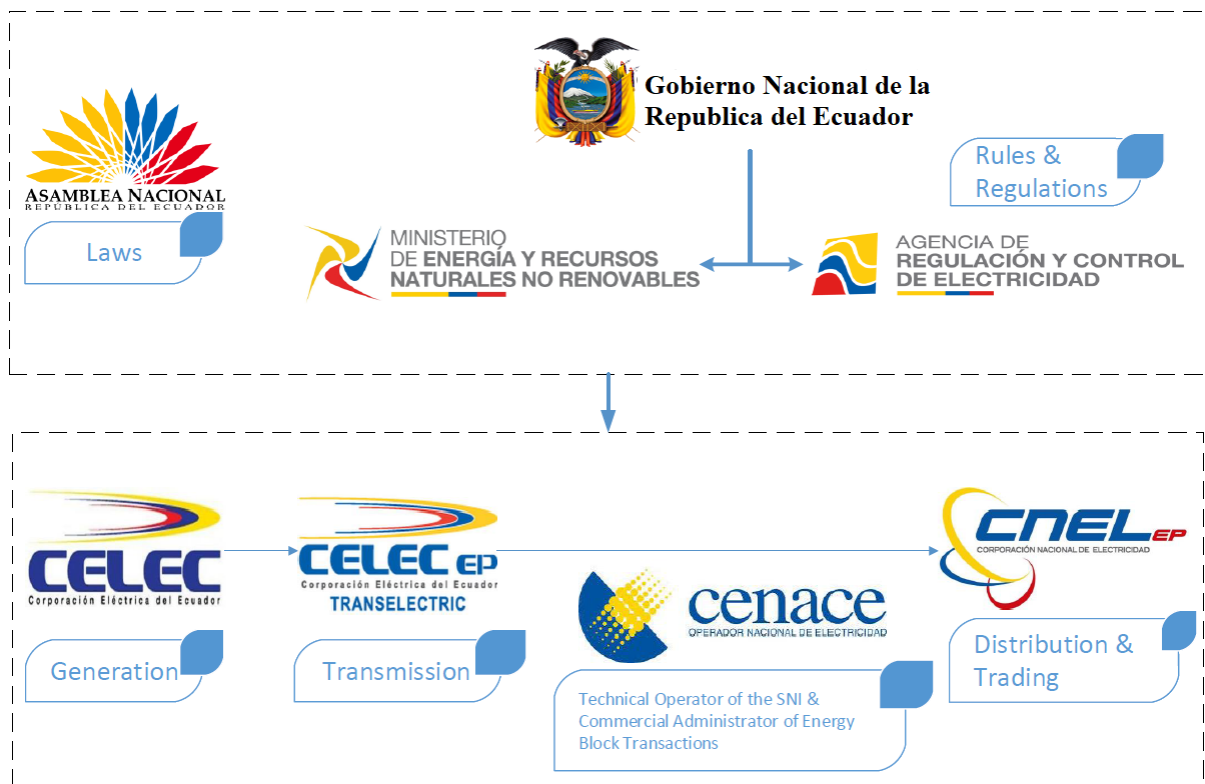 Gobierno Nacional de la
Republica del Ecuador
ASAMBLEA NACIONAL
REPÚBLICA DEL ECUADOR
Laws
Rules &
Regulations
MINISTERIO
DE ENERGÍA Y RECURSOS
NATURALES NO RENOVABLES
AGENCIA DE
REGULACIÓN Y CONTROL
DE ELECTRICIDAD
CELEC
Corporación Eléctrica del Ecuador
Generation
CELEC EP
Corporación Eléctrica del Ecuador
TRANSELECTRIC
Transmission
cenace
OPERADOR NACIONAL DE ELECTRICIDAD
Technical Operator of the SNI &
Commercial Administrator of Energy
Block Transactions
CNEL EP
CORPORACIÓN NACIONAL DE ELECTRICIDAD
Distribution &
Trading